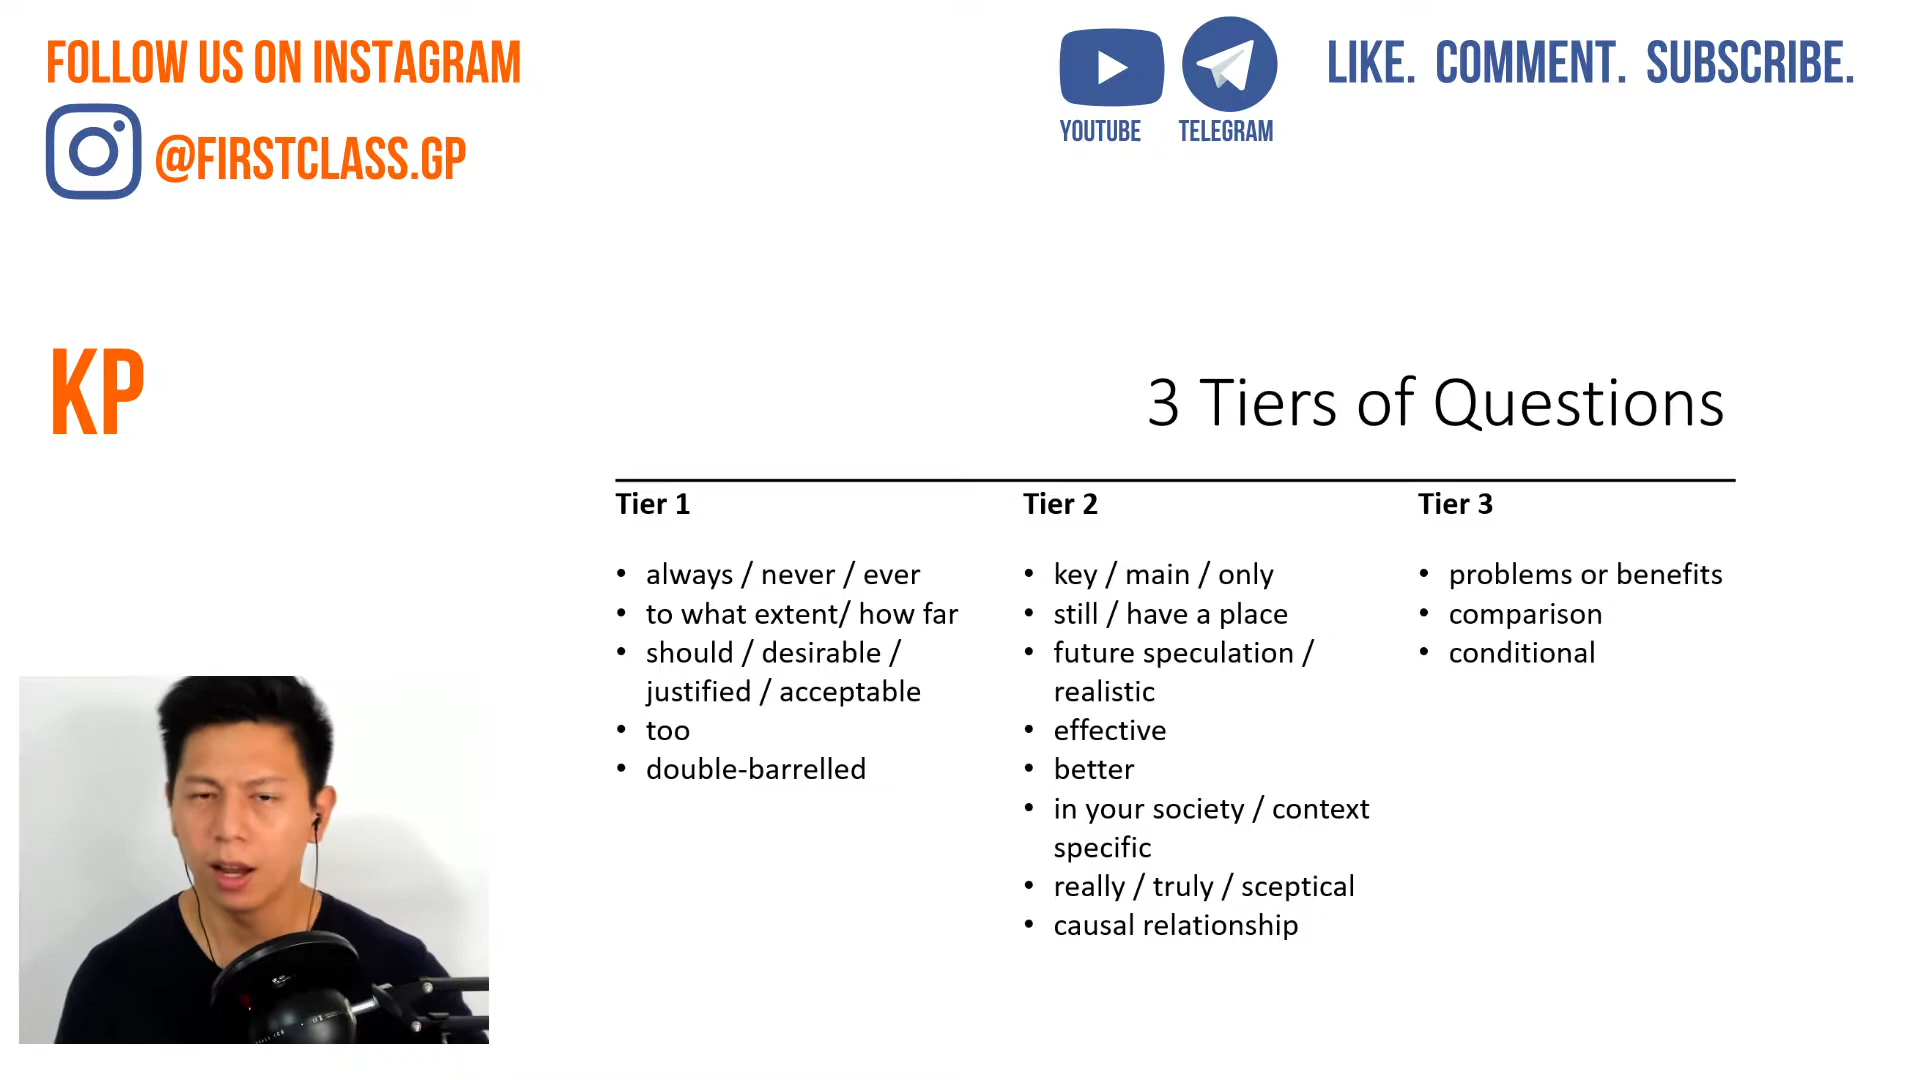 FOLLOW US ON INSTAGRAM
@FIRSTCLASS.GP
YOUTUBE
TELEGRAM
LIKE. COMMENT. SUBSCRIBE.
KP
3 Tiers of Questions
Tier 1
• always / never / ever
• to what extent/ how far
• should / desirable /
justified / acceptable
• too
• double-barrelled
Tier 2
• key / main / only
• still / have a place
• future speculation /
realistic
• effective
• better
• in your society / context
specific
• really / truly / sceptical
• causal relationship
Tier 3
• problems or benefits
• comparison
• conditional